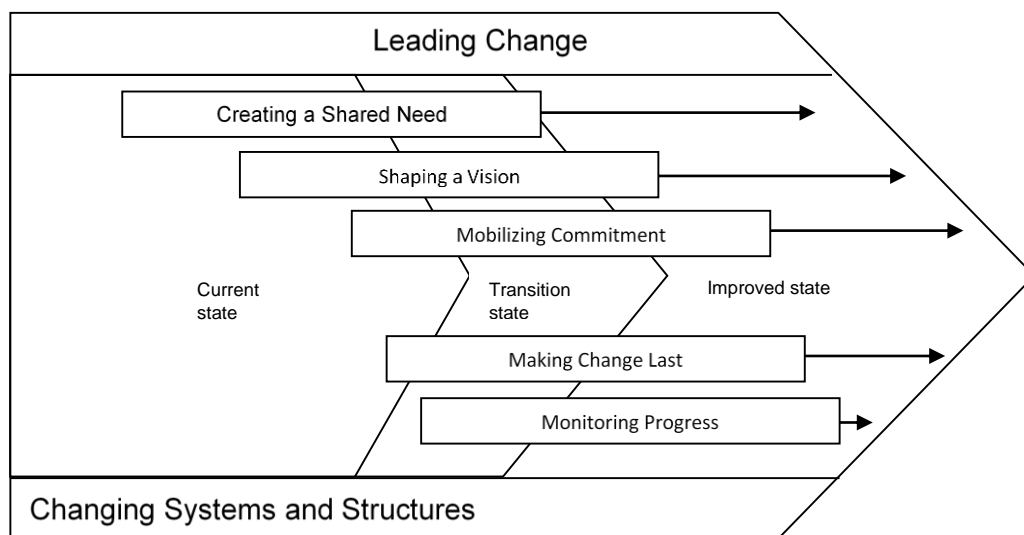 Leading Change
Creating a Shared Need
Shaping a Vision
Mobilizing Commitment
Current
state
Transition
state
Improved state
Making Change Last
Monitoring Progress
Changing Systems and Structures